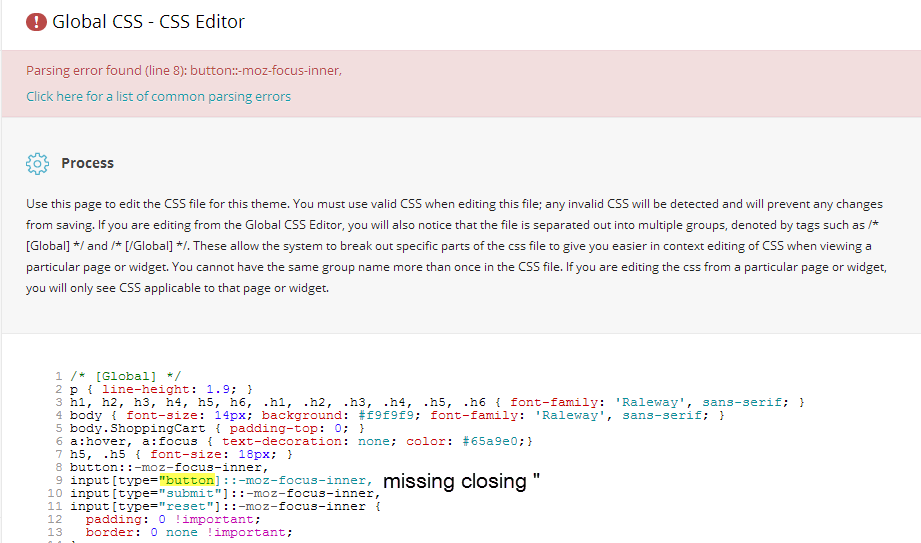 Global CSS - CSS Editor
Parsing error found (line 8): button::-moz-focus-inner,
Click here for a list of common parsing errors
Process
Use this page to edit the CSS file for this theme. You must use valid CSS when editing this file; any invalid CSS will be detected and will prevent any changes
from saving. If you are editing from the Global CSS Editor, you will also notice that the file is separated out into multiple groups, denoted by tags such as /*
[Global] */ and /* [/Global] */. These allow the system to break out specific parts of the css file to give you easier in context editing of CSS when viewing a
particular page or widget. You cannot have the same group name more than once in the CSS file. If you are editing the css from a particular page or widget,
you will only see CSS applicable to that page or widget.
1 /* [Global] */
2 p { line-height: 1.9; }
3 h1, h2, h3, h4, h5, h6, .h1, .h2, .h3, .h4, .h5, .h6 { font-family: 'Raleway', sans-serif; }
4 body { font-size: 14px; background: #f9f9f9; font-family: 'Raleway', sans-serif; }
5 body.ShoppingCart { padding-top: 0; }
6 a:hover, a:focus { text-decoration: none; color: #65a9e0;}
7 h5, .h5 { font-size: 18px; }
8 button::-moz-focus-inner,
9 input[type="button]::-moz-focus-inner, missing closing "
10 input[type="submit"]::-moz-focus-inner,
11 input[type="reset"]::-moz-focus-inner {
12 padding: 0 !important;
13 border: 0 none !important;